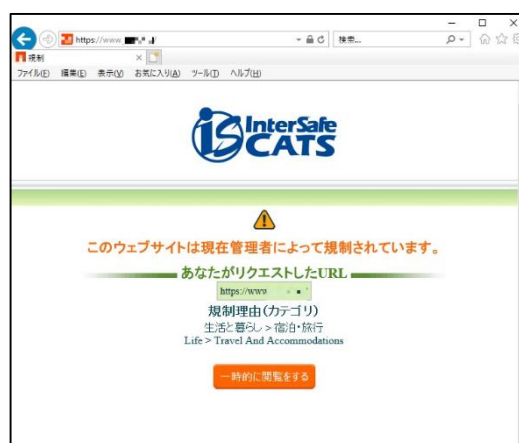 https://www.
検索...
規制
ファイル(F) 編集(E) 表示(V) お気に入り(A) ツール(T) ヘルプ(H)
InterSafe
CATS
このウェブサイトは現在管理者によって規制されています。
あなたがリクエストしたURL
https://www
規制理由(カテゴリ)
生活と暮らし > 宿泊・旅行
Life > Travel And Accommodations
一時的に閲覧をする